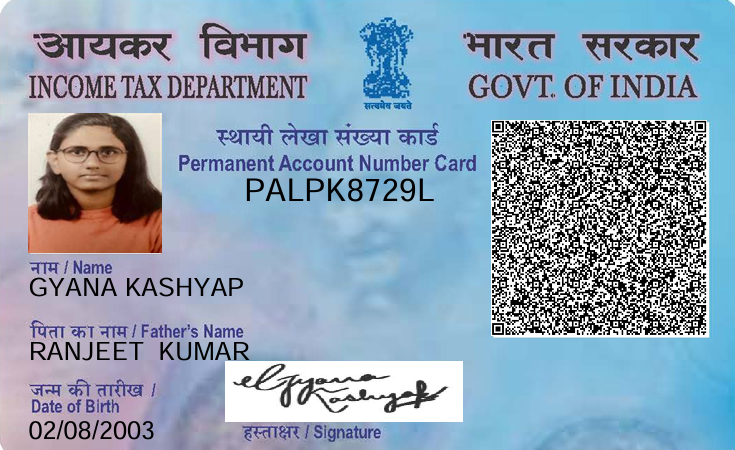 आयकर विभाग
INCOME TAX DEPARTMENT
सत्यमेव जयते
भारत सरकार
GOVT. OF INDIA
स्थायी लेखा संख्या कार्ड
Permanent Account Number Card
PALPK8729L
नाम / Name
GYANA KASHYAP
पिता का नाम / Father's Name
RANJEET KUMAR
जन्म की तारीख /
Date of Birth
02/08/2003
Gyana
Kashyap
हस्ताक्षर / Signature